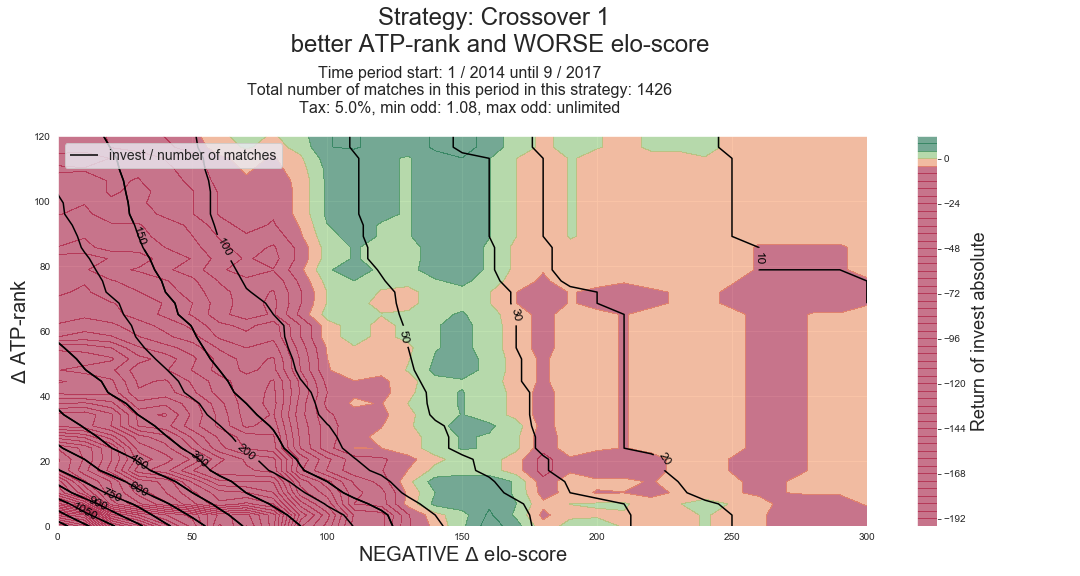 Strategy: Crossover 1
better ATP-rank and WORSE elo-score
Time period start: 1 / 2014 until 9 / 2017
Total number of matches in this period in this strategy: 1426
Tax: 5.0%, min odd: 1.08, max odd: unlimited
invest / number of matches
120
100
80
60
40
20
0
Δ ATP-rank
0 50 100 150 200 250 300
NEGATIVE Δ elo-score
150
100
50
30
10
20
200
300
450
600
750
900
1050
0
−24
−48
−72
−96
−120
−144
−168
−192
Return of invest absolute